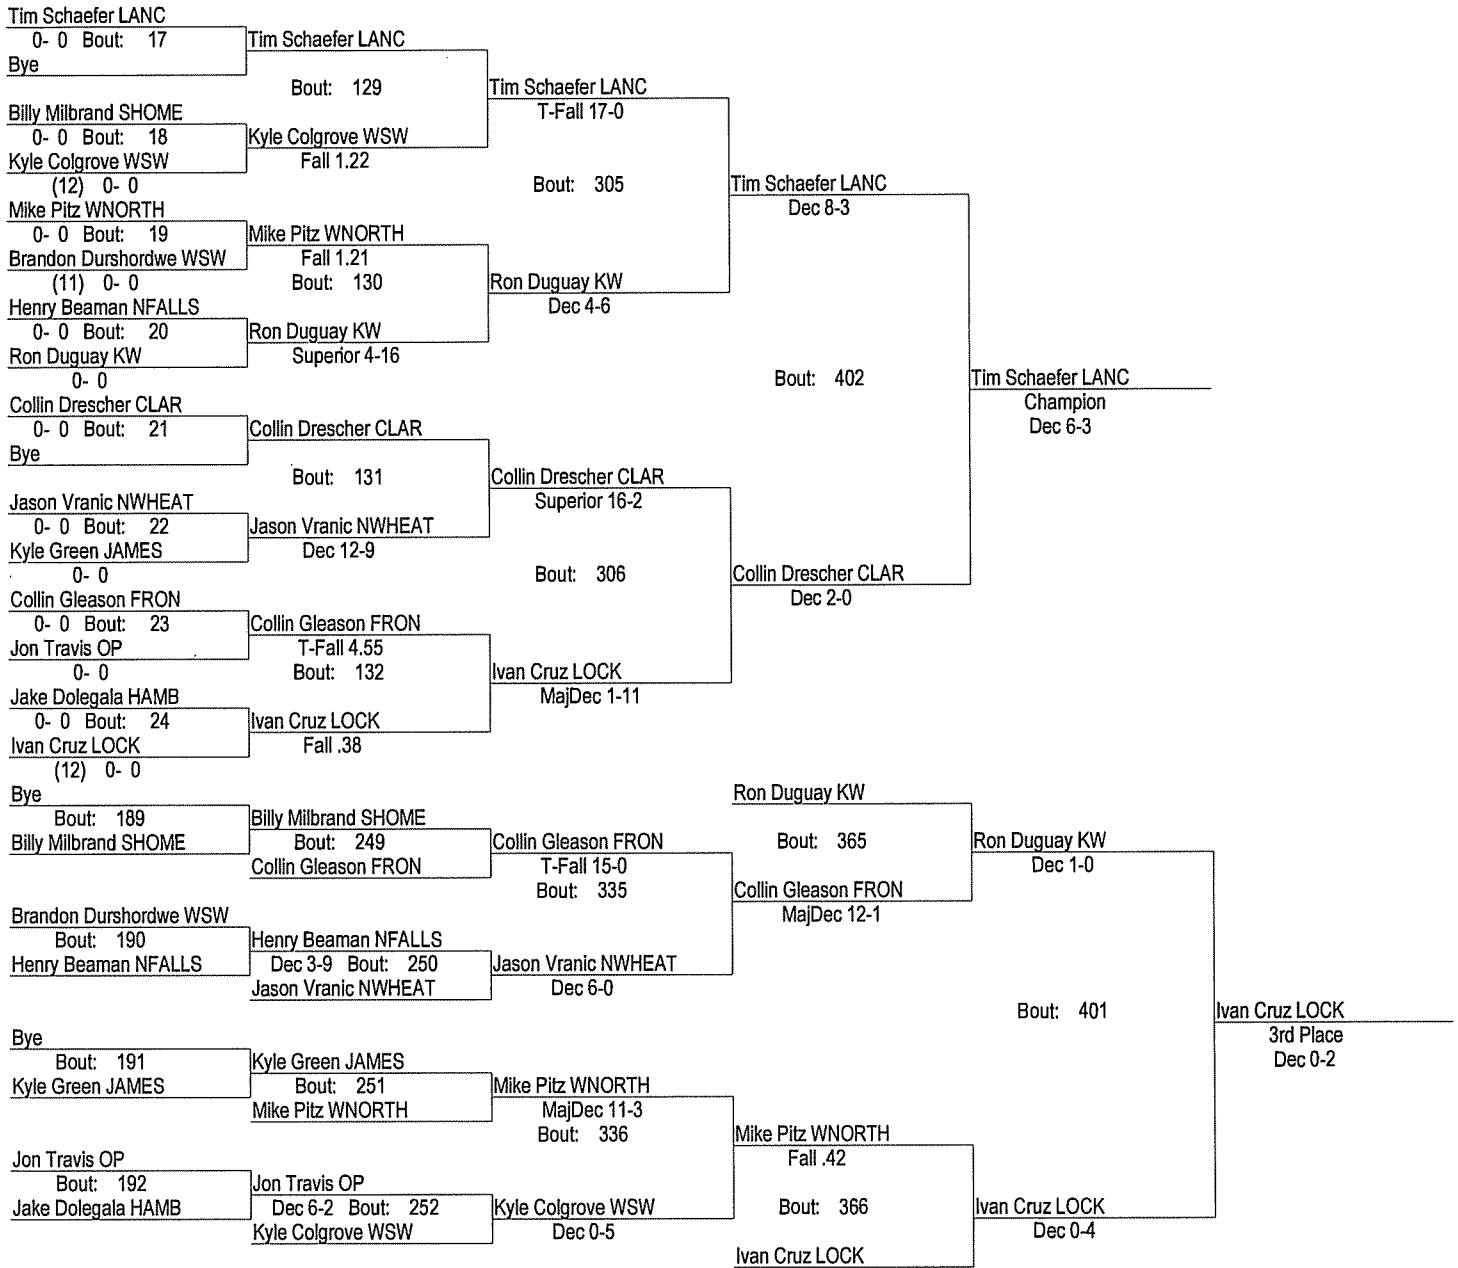 Tim Schaefer LANC
0- 0 Bout: 17
Bye
Tim Schaefer LANC
Bout: 129
Billy Milbrand SHOME
0- 0 Bout: 18
Kyle Colgrove WSW
(12) 0- 0
Kyle Colgrove WSW
Fall 1.22
Tim Schaefer LANC
T-Fall 17-0
Bout: 305
Mike Pitz WNORTH
0- 0 Bout: 19
Brandon Durshordwe WSW
(11) 0- 0
Mike Pitz WNORTH
Fall 1.21
Bout: 130
Henry Beaman NFALLS
0- 0 Bout: 20
Ron Duguay KW
0- 0
Ron Duguay KW
Superior 4-16
Ron Duguay KW
Dec 4-6
Tim Schaefer LANC
Dec 8-3
Bout: 402
Tim Schaefer LANC
Champion
Dec 6-3
Collin Drescher CLAR
0- 0 Bout: 21
Bye
Collin Drescher CLAR
Bout: 131
Jason Vranic NWHEAT
0- 0 Bout: 22
Kyle Green JAMES
0- 0
Jason Vranic NWHEAT
Dec 12-9
Collin Drescher CLAR
Superior 16-2
Bout: 306
Collin Gleason FRON
0- 0 Bout: 23
Jon Travis OP
0- 0
Collin Gleason FRON
T-Fall 4.55
Bout: 132
Jake Dolegala HAMB
0- 0 Bout: 24
Ivan Cruz LOCK
(12) 0- 0
Ivan Cruz LOCK
Fall .38
Ivan Cruz LOCK
MajDec 1-11
Collin Drescher CLAR
Dec 2-0
Bye
Bout: 189
Billy Milbrand SHOME
Billy Milbrand SHOME
Bout: 249
Collin Gleason FRON
Collin Gleason FRON
T-Fall 15-0
Bout: 335
Brandon Durshordwe WSW
Bout: 190
Henry Beaman NFALLS
Henry Beaman NFALLS
Dec 3-9 Bout: 250
Jason Vranic NWHEAT
Jason Vranic NWHEAT
Dec 6-0
Ron Duguay KW
Bout: 365
Collin Gleason FRON
MajDec 12-1
Ron Duguay KW
Dec 1-0
Bout: 401
Ivan Cruz LOCK
3rd Place
Dec 0-2
Bye
Bout: 191
Kyle Green JAMES
Kyle Green JAMES
Bout: 251
Mike Pitz WNORTH
Mike Pitz WNORTH
MajDec 11-3
Bout: 336
Jon Travis OP
Bout: 192
Jake Dolegala HAMB
Jon Travis OP
Dec 6-2 Bout: 252
Kyle Colgrove WSW
Kyle Colgrove WSW
Dec 0-5
Mike Pitz WNORTH
Fall .42
Bout: 366
Ivan Cruz LOCK
Ivan Cruz LOCK
Dec 0-4